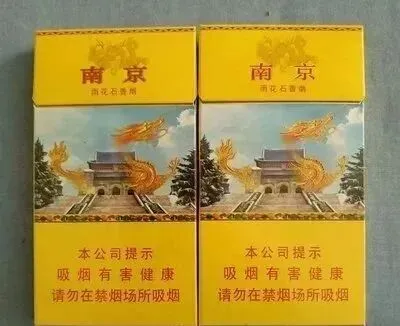 南京
雨花石香烟
本公司提示
吸烟有害健康
请勿在禁烟场所吸烟
南京
雨花石香烟
本公司提示
吸烟有害健康
请勿在禁烟场所吸烟